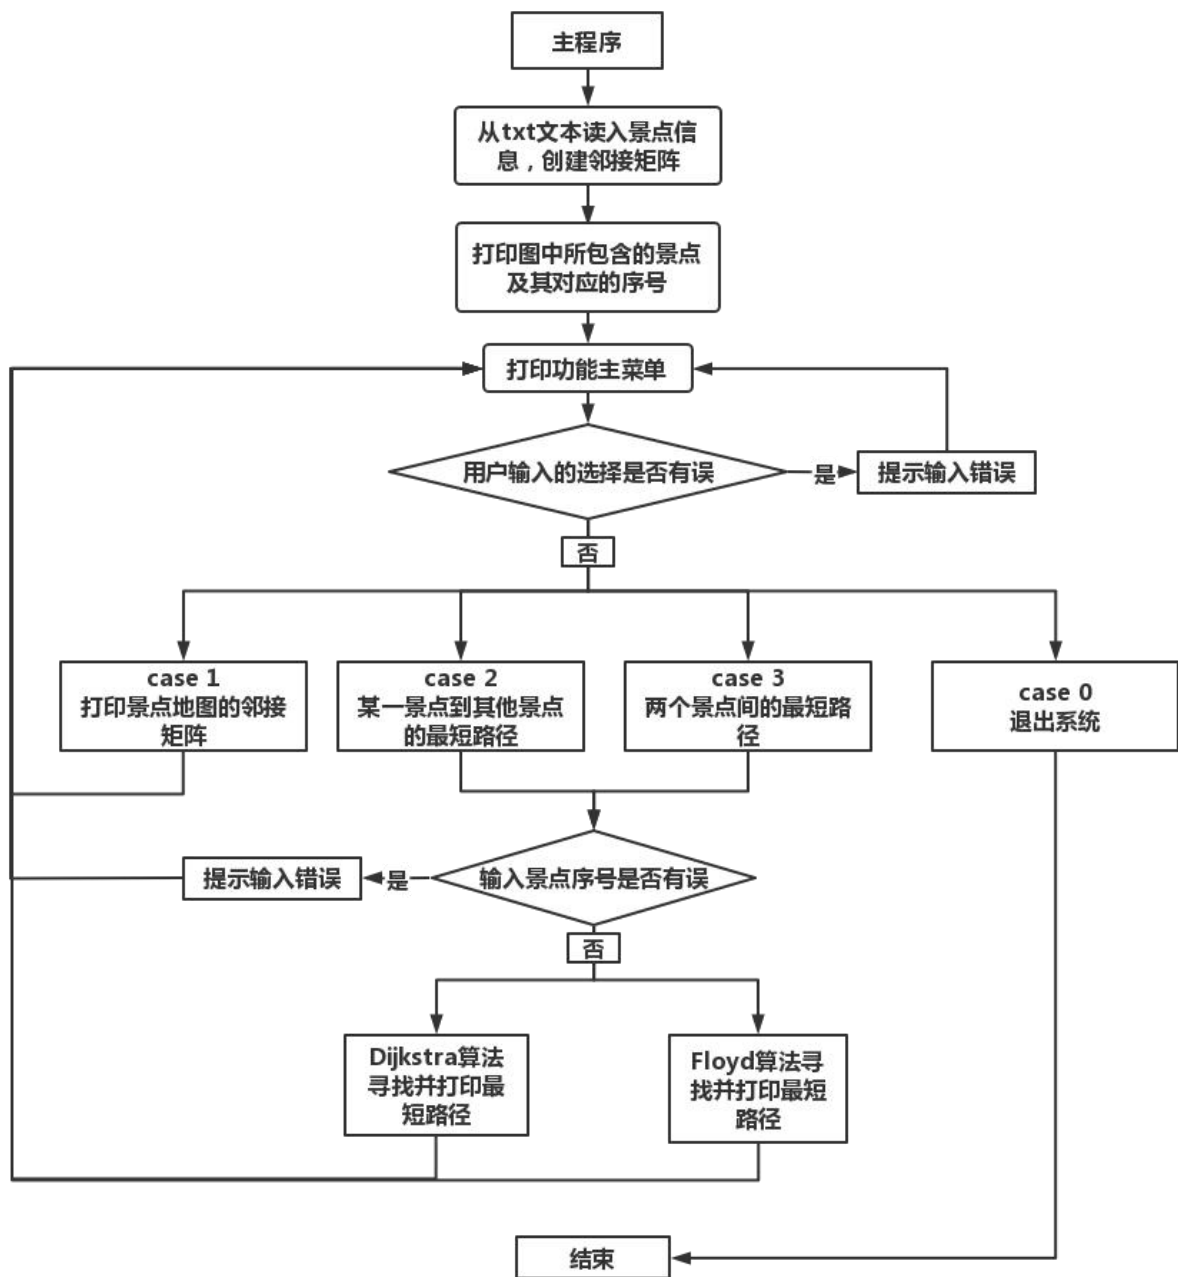 主程序
从txt文本读入景点信
息，创建邻接矩阵
打印图中所包含的景点
及其对应的序号
打印功能主菜单
用户输入的选择是否有误
是
提示输入错误
否
case 1
打印景点地图的邻接
矩阵
case 2
某一景点到其他景点
的最短路径
case 3
两个景点间的最短路
径
case 0
退出系统
提示输入错误
是
输入景点序号是否有误
否
Dijkstra算法
寻找并打印最
短路径
Floyd算法寻
找并打印最短
路径
结束